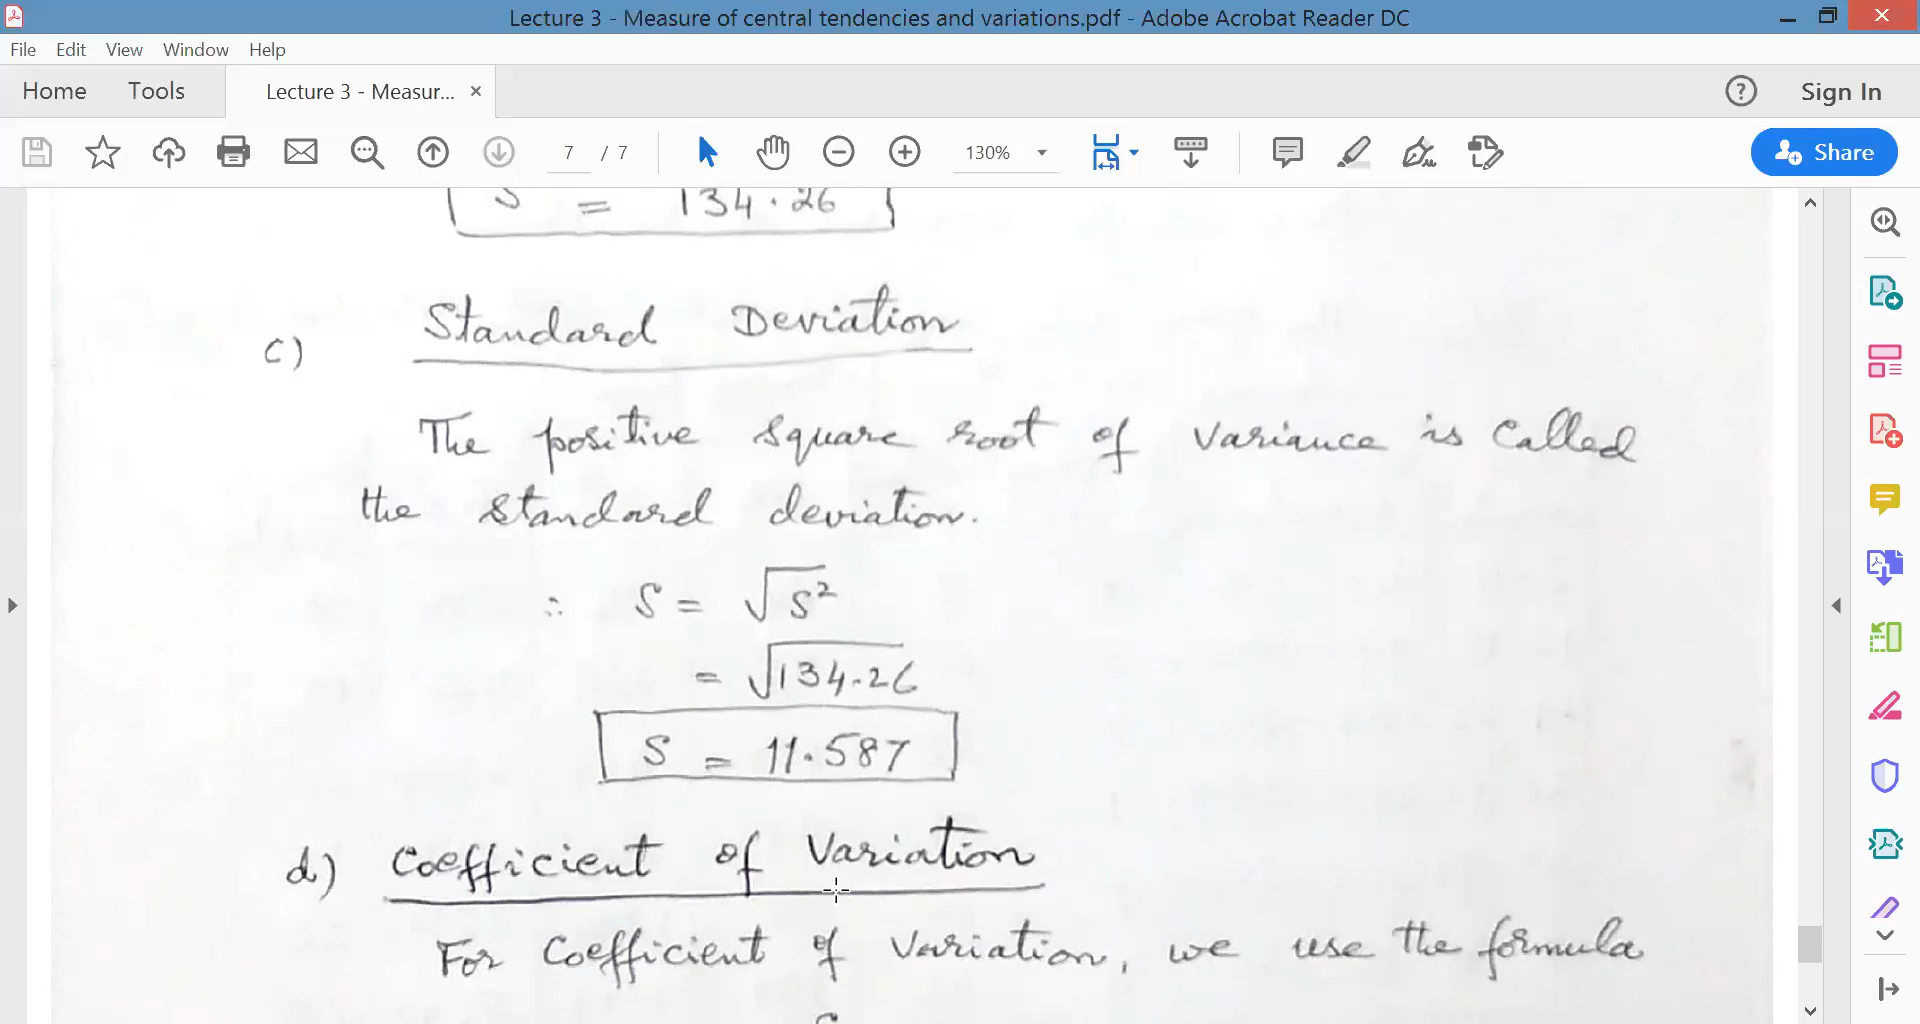 Lecture 3 - Measure of central tendencies and variations.pdf - Adobe Acrobat Reader DC
File Edit View Window Help
Home Tools Lecture 3 - Measur... × Sign In
7 / 7 130% Share
S = 134.26
c) Standard Deviation
The positive square root of variance is called
the standard deviation.
∴ S = √S²
= √134.26
S = 11.587
d) Coefficient of Variation
For Coefficient of Variation, we use the formula